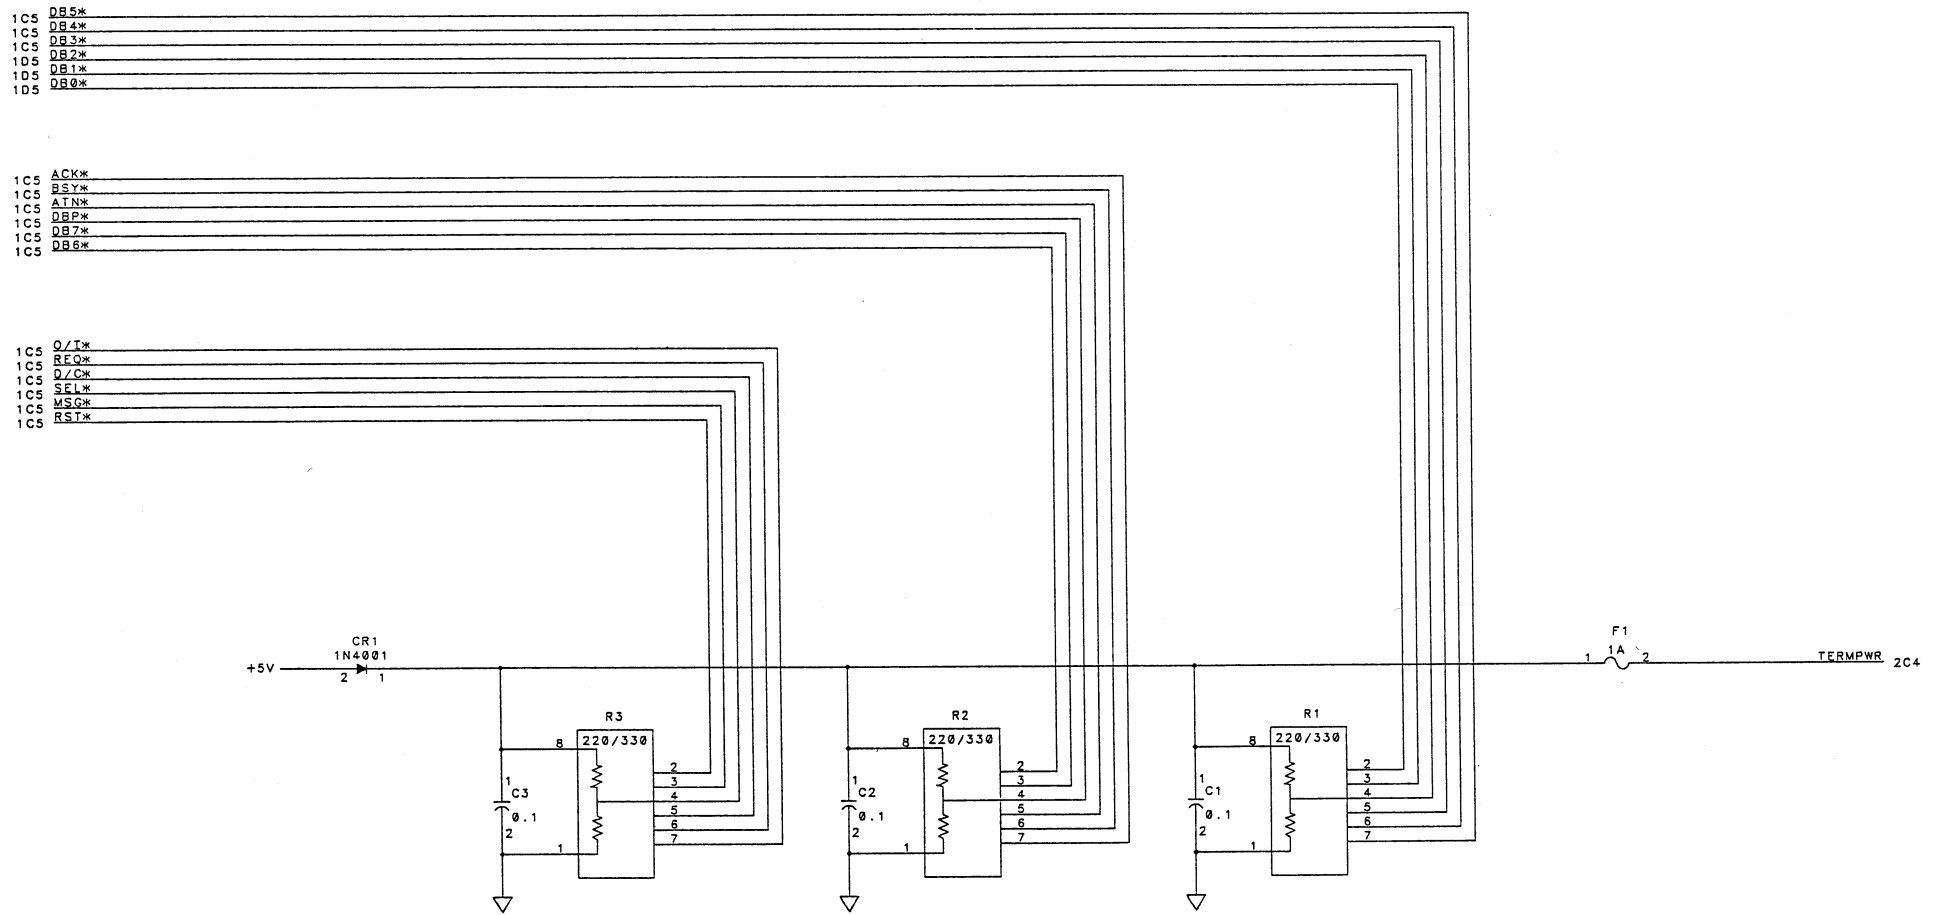 1C5 DB5*
1C5 DB4*
1C5 DB3*
1D5 DB2*
1D5 DB1*
1D5 DB0*
1C5 ACK*
1C5 BSY*
1C5 ATN*
1C5 DBP*
1C5 DB7*
1C5 DB6*
1C5 O/I*
1C5 REQ*
1C5 D/C*
1C5 SEL*
1C5 MSG*
1C5 RST*
CR1
1N4001
+5V 2 1
F1
1A
1 2 TERMPWR 2C4
R3
220/330
8
1
C3
0.1
2
1
2
3
4
5
6
7
R2
220/330
8
1
C2
0.1
2
1
2
3
4
5
6
7
R1
220/330
8
1
C1
0.1
2
1
2
3
4
5
6
7